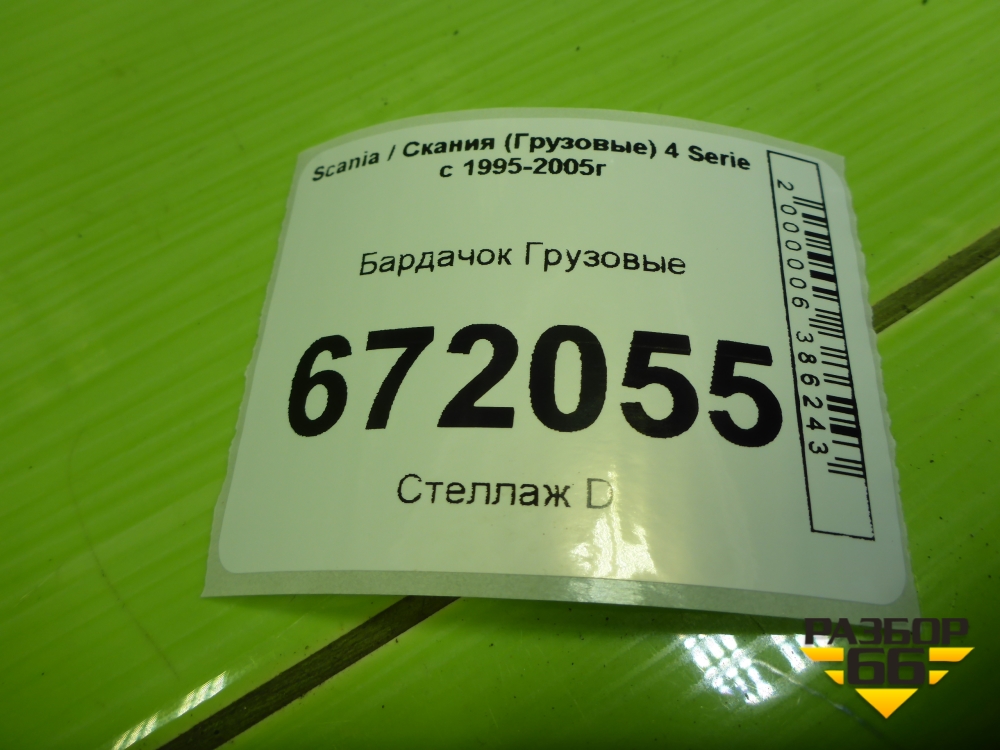 Scania / Скания (Грузовые) 4 Serie
с 1995-2005г
Бардачок Грузовые
672055
Стеллаж D
2000006386243
РАЗБОР
66